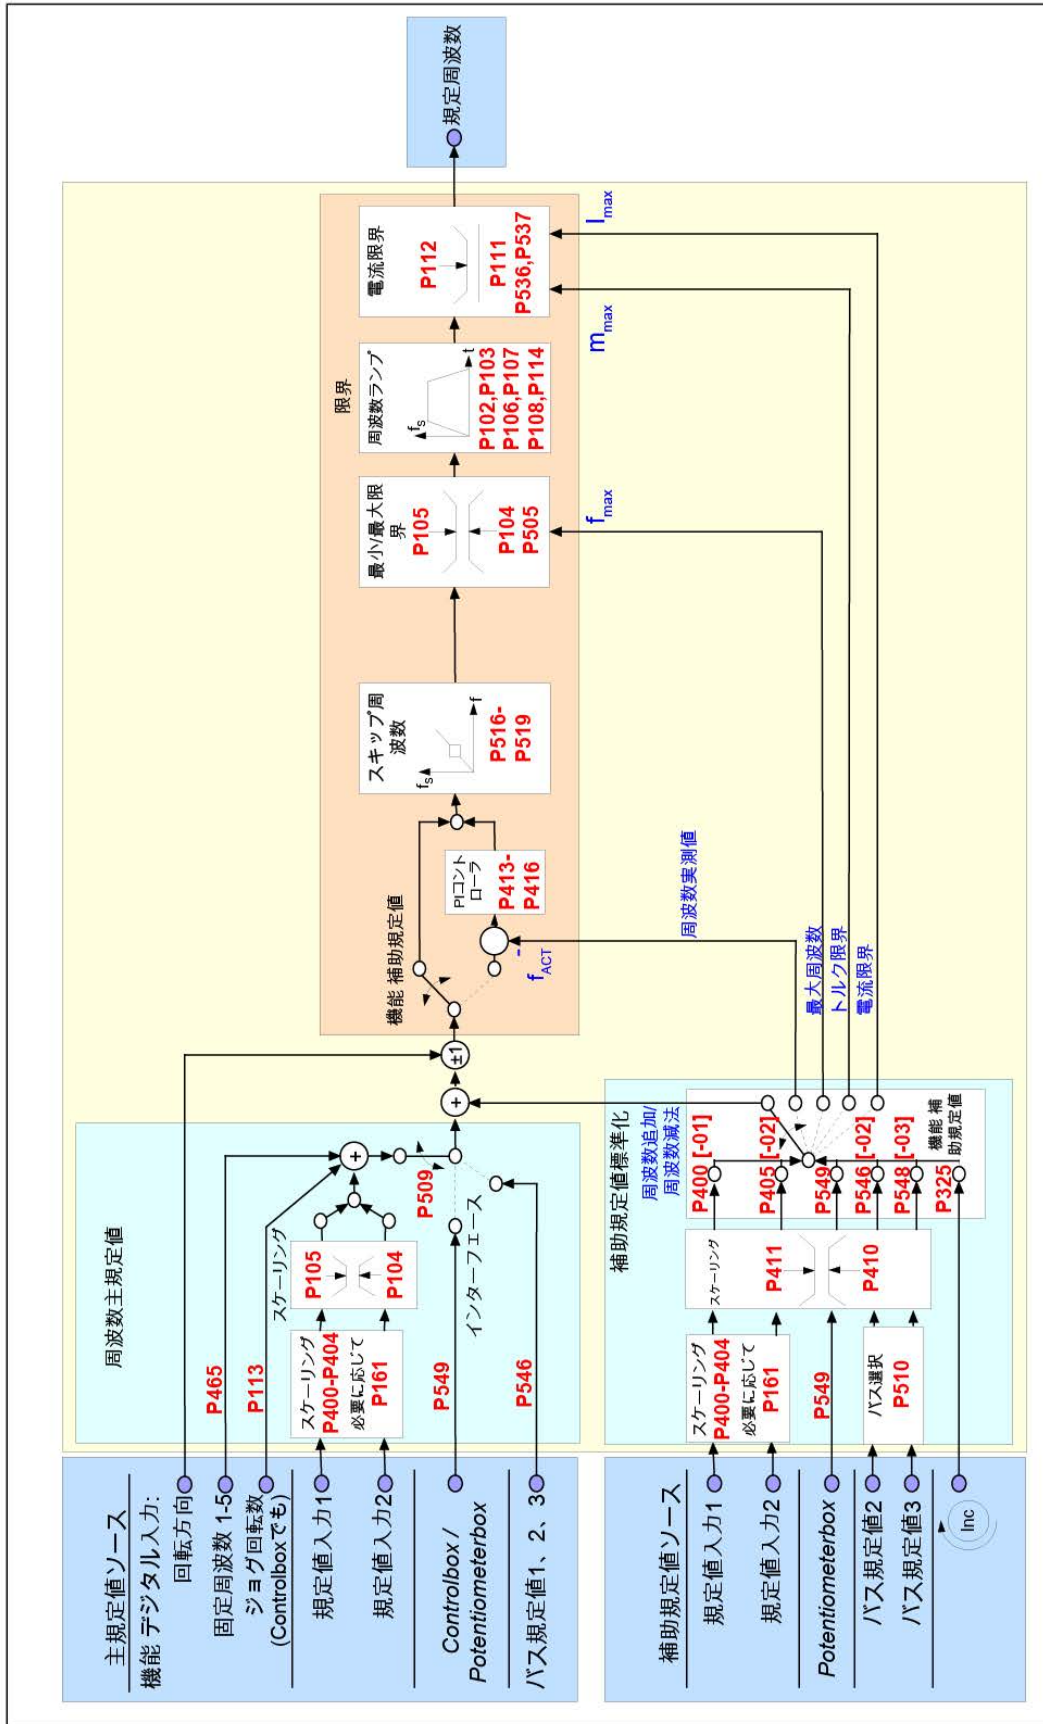 主規定値ソース
機能 デジタル入力:
回転方向
固定周波数 1-5
ジョグ回転数
(Controlboxでも)
規定値入力1
規定値入力2
Controlbox /
Potentiometerbox
バス規定値1、2、3
周波数主規定値
P465
P113
スケーリング
P400-P404
必要に応じて
P161
スケーリング
P105
P104
P509
P549
インターフェース
P546
+
+
±1
機能 補助規定値
PIコント
ローラ
P413-
P416
-
fACT
スキップ周
波数
fs
f
P516-
P519
限界
最小/最大限
界
P105
P104
P505
周波数ランプ
fs
t
P102,P103
P106,P107
P108,P114
電流限界
P112
P111
P536,P537
規定周波数
fmax
mmax
Imax
周波数実測値
最大周波数
トルク限界
電流限界
補助規定値ソース
規定値入力1
規定値入力2
Potentiometerbox
バス規定値2
バス規定値3
Inc
補助規定値標準化
スケーリング
P400-P404
必要に応じて
P161
P549
バス選択
P510
スケーリング
P411
P410
周波数追加/
周波数減法
P400 [-01]
P405 [-02]
P549
P546 [-02]
P548 [-03]
P325
機能 補
助規定値